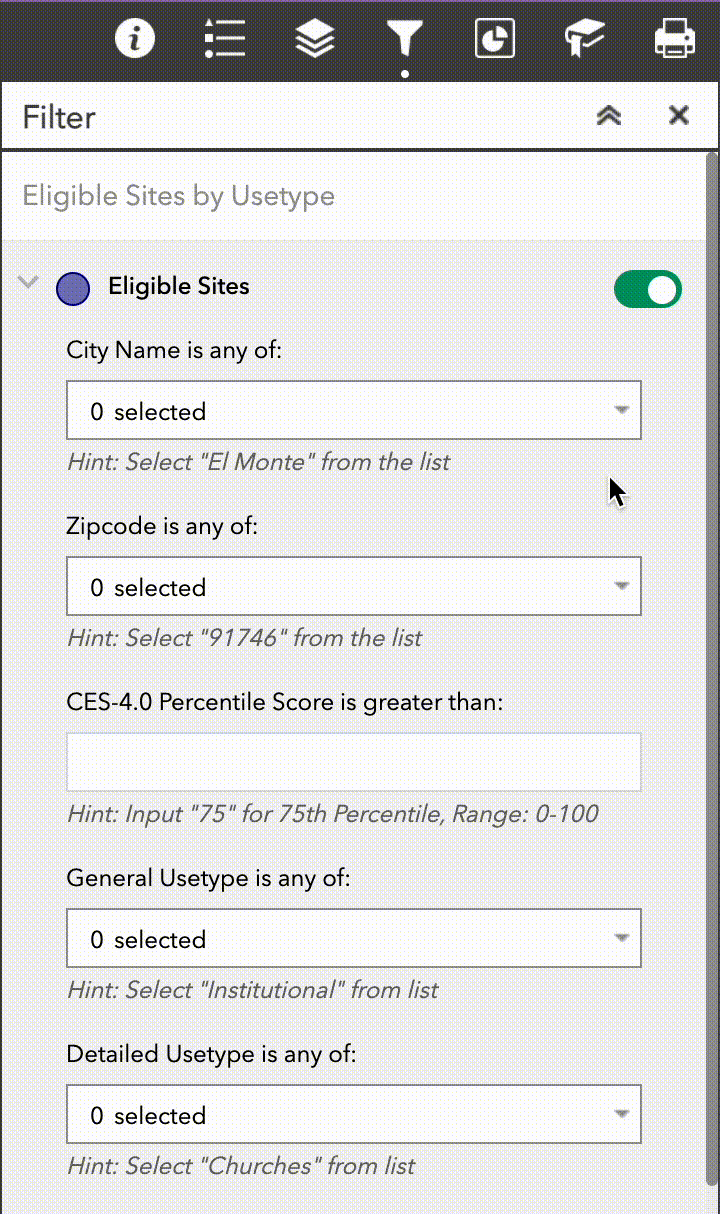 Filter
Eligible Sites by Usetype
Eligible Sites
City Name is any of:
0 selected
Hint: Select "El Monte" from the list
Zipcode is any of:
0 selected
Hint: Select "91746" from the list
CES-4.0 Percentile Score is greater than:
Hint: Input "75" for 75th Percentile, Range: 0-100
General Usetype is any of:
0 selected
Hint: Select "Institutional" from list
Detailed Usetype is any of:
0 selected
Hint: Select "Churches" from list